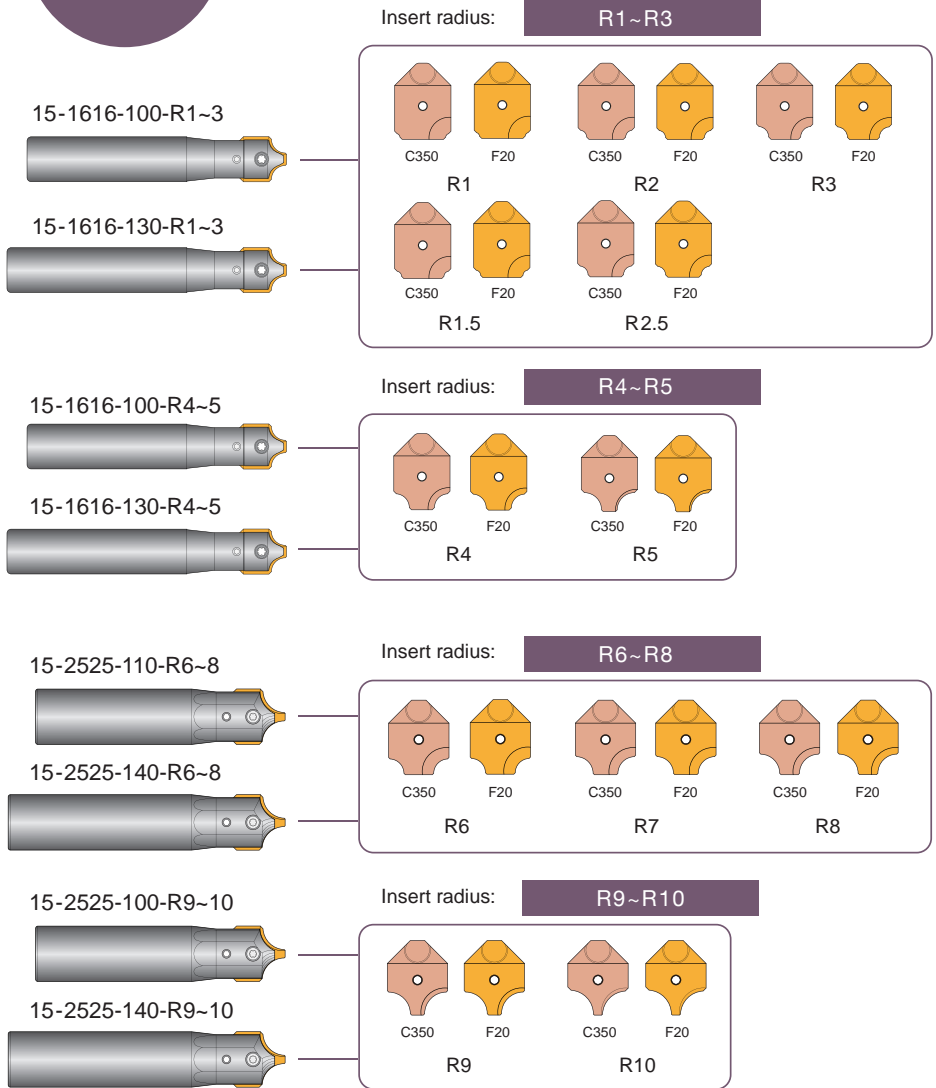 Insert radius: R1~R3
15-1616-100-R1~3
C350 F20 C350 F20 C350 F20
R1 R2 R3
15-1616-130-R1~3
C350 F20 C350 F20
R1.5 R2.5
Insert radius: R4~R5
15-1616-100-R4~5
15-1616-130-R4~5
C350 F20 C350 F20
R4 R5
Insert radius: R6~R8
15-2525-110-R6~8
15-2525-140-R6~8
C350 F20 C350 F20 C350 F20
R6 R7 R8
Insert radius: R9~R10
15-2525-100-R9~10
15-2525-140-R9~10
C350 F20 C350 F20
R9 R10